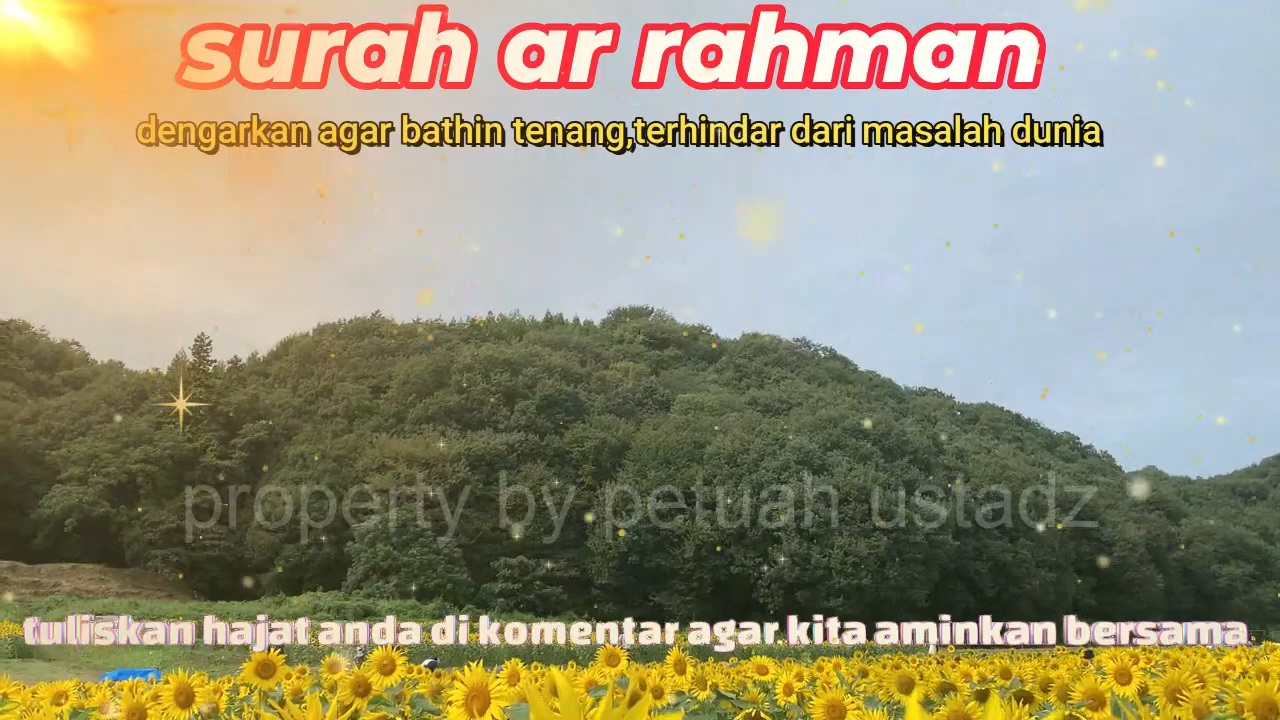 surah ar rahman
dengarkan agar bathin tenang,terhindar dari masalah dunia
property by petuah ustadz
tuliskan hajat anda di komentar agar kita aminkan bersama